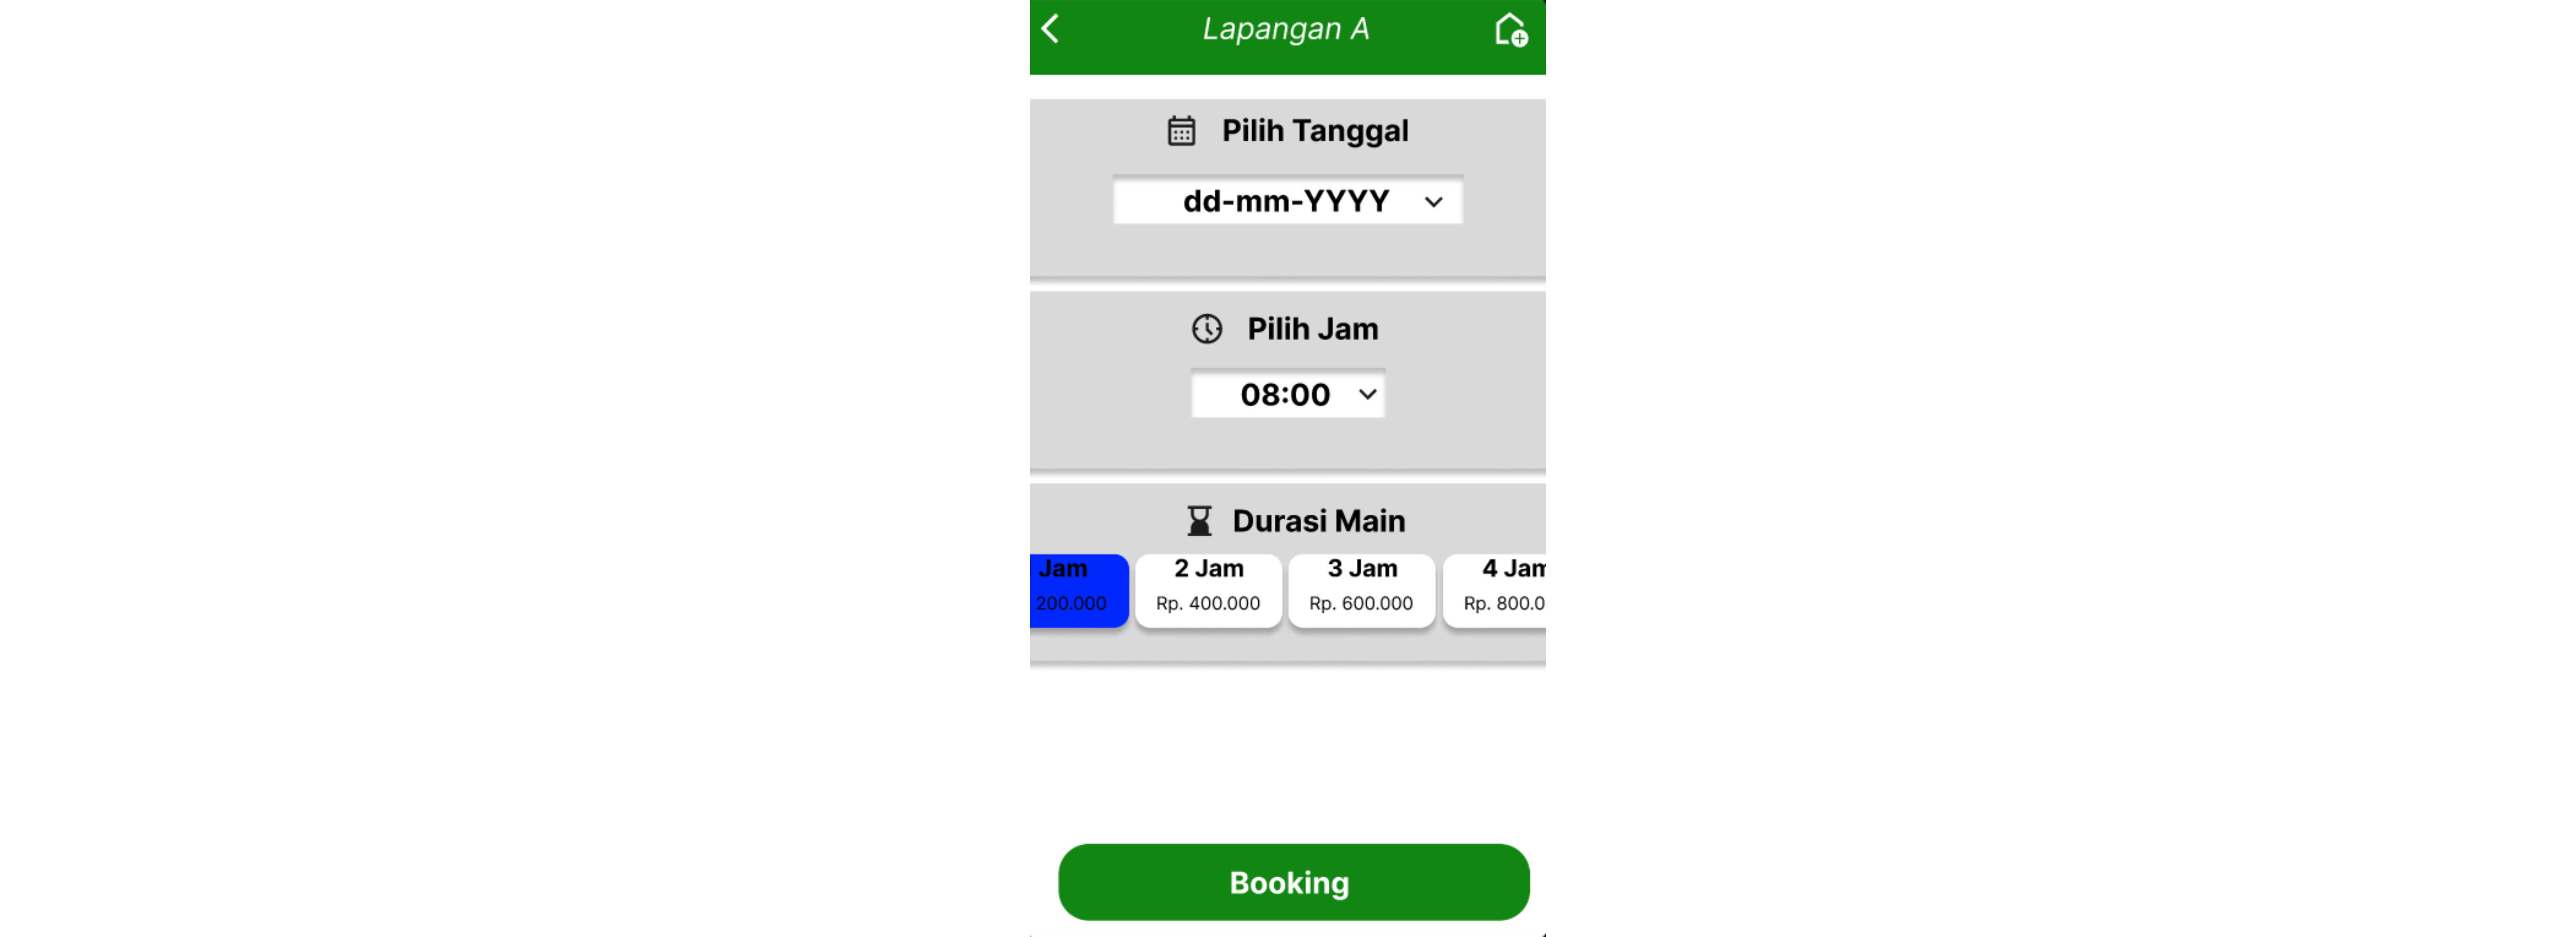 Lapangan A
Pilih Tanggal
dd-mm-YYYY
Pilih Jam
08:00
Durasi Main
Jam 2 Jam 3 Jam 4 Jam
200.000 Rp. 400.000 Rp. 600.000 Rp. 800.0
Booking